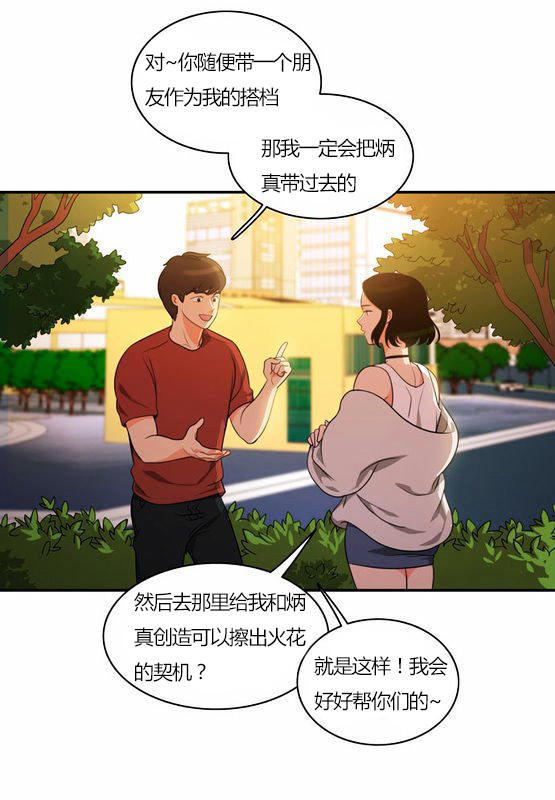 对~你随便带一个朋
友作为我的搭档
那我一定会把炳
真带过去的
然后去那里给我和炳
真创造可以擦出火花
的契机？
就是这样！我会
好好帮你们的~